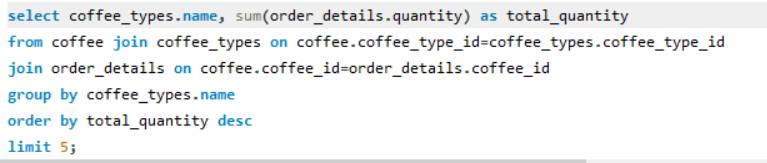 select coffee_types.name, sum(order_details.quantity) as total_quantity
from coffee join coffee_types on coffee.coffee_type_id=coffee_types.coffee_type_id
join order_details on coffee.coffee_id=order_details.coffee_id
group by coffee_types.name
order by total_quantity desc
limit 5;